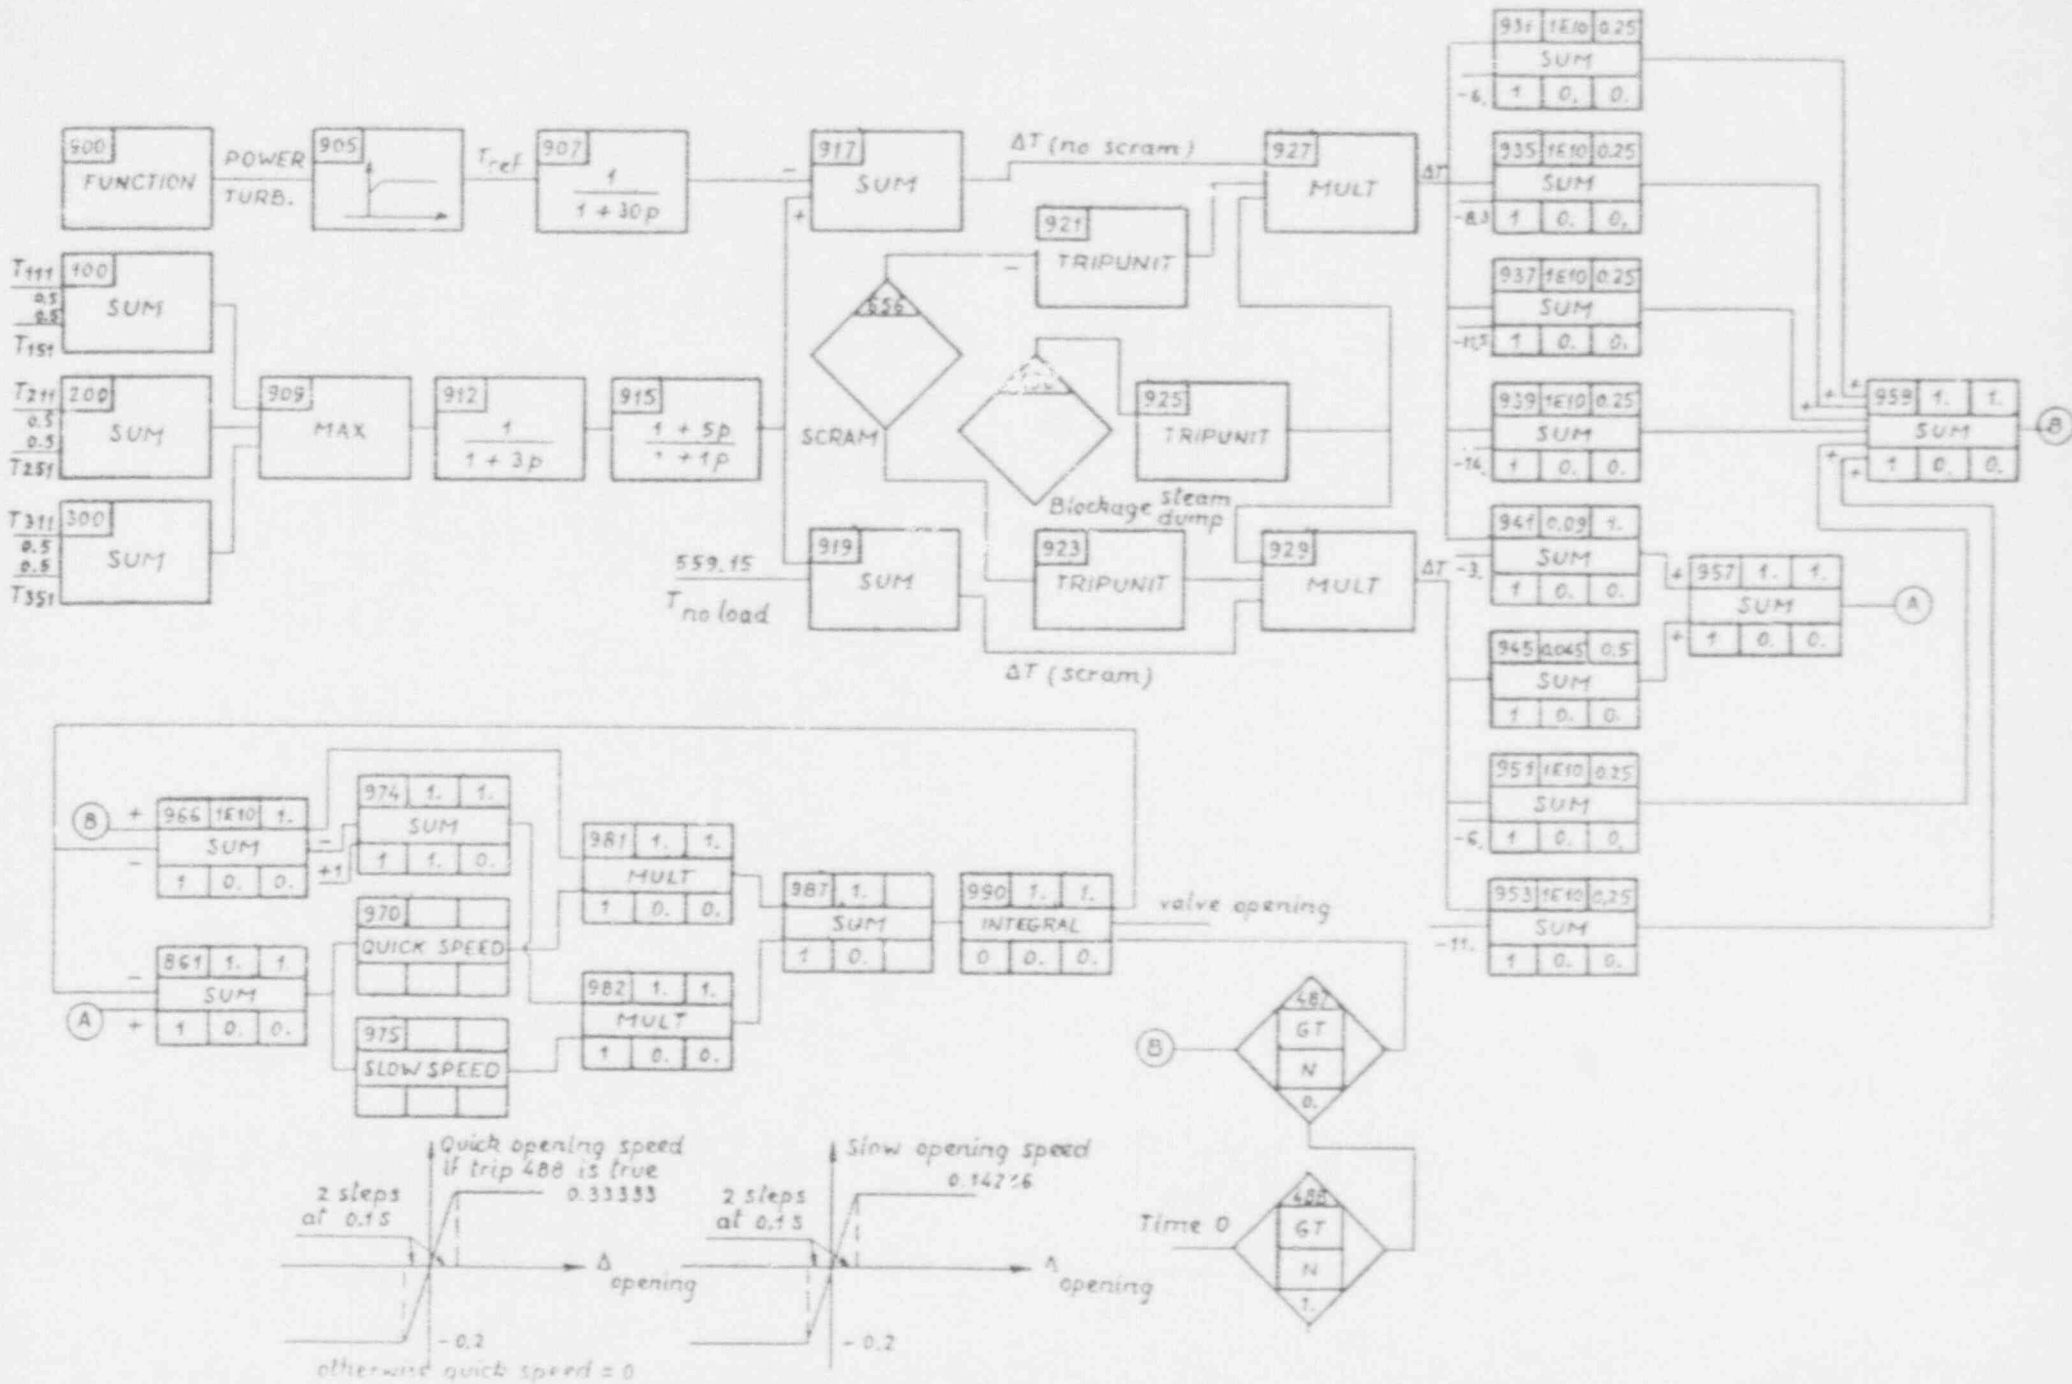 900
FUNCTION
POWER
TURB.
905
Tref
907
1
1 + 30p
−
+
917
SUM
ΔT (no scram)
927
MULT
ΔT
T111
0.5
0.5
T151
100
SUM
T211
0.5
0.5
T251
200
SUM
T311
0.5
0.5
T351
300
SUM
909
MAX
912
1
1 + 3p
915
1 + 5p
1 + 1p
556
SCRAM
−
921
TRIPUNIT
925
TRIPUNIT
Blockage steam dump
559.15
T no load
919
SUM
923
TRIPUNIT
929
MULT
ΔT
ΔT (scram)
931 1E10 0.25
SUM
-6. 1 0. 0.
935 1E10 0.25
SUM
-8.3 1 0. 0.
937 1E10 0.25
SUM
1 0. 0.
939 1E10 0.25
SUM
-14. 1 0. 0.
941 0.09 1.
SUM
-3. 1 0. 0.
945 0.045 0.5
SUM
1 0. 0.
951 1E10 0.25
SUM
-6. 1 0. 0.
953 1E10 0.25
SUM
-11. 1 0. 0.
+
+
+
+
959 1. 1.
SUM
1 0. 0.
B
+
+
957 1. 1.
SUM
1 0. 0.
A
B
+
−
966 1E10 1.
SUM
1 0. 0.
−
+1
974 1. 1.
SUM
1 1. 0.
970
QUICK SPEED
A
−
+
861 1. 1.
SUM
1 0. 0.
975
SLOW SPEED
981 1. 1.
MULT
1 0. 0.
982 1. 1.
MULT
1 0. 0.
987 1.
SUM
1 0.
990 1. 1.
INTEGRAL
0 0. 0.
valve opening
B
487
GT
N
0.
Time 0
488
GT
N
1.
Quick opening speed
if trip 488 is true
0.33333
2 steps
at 0.1s
Δ opening
-0.2
otherwise quick speed = 0
Slow opening speed
2 steps
at 0.1s
Δ opening
-0.2